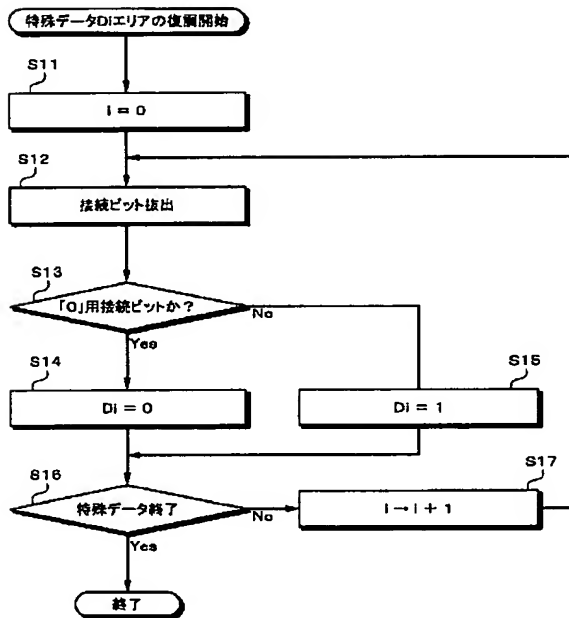 特殊データDiエリアの復調開始
S11
i = 0
S12
接続ビット抜出
S13
「0」用接続ビットか?
No
Yes
S14
Di = 0
S15
Di = 1
S16
特殊データ終了
No
Yes
S17
i→i + 1
終了